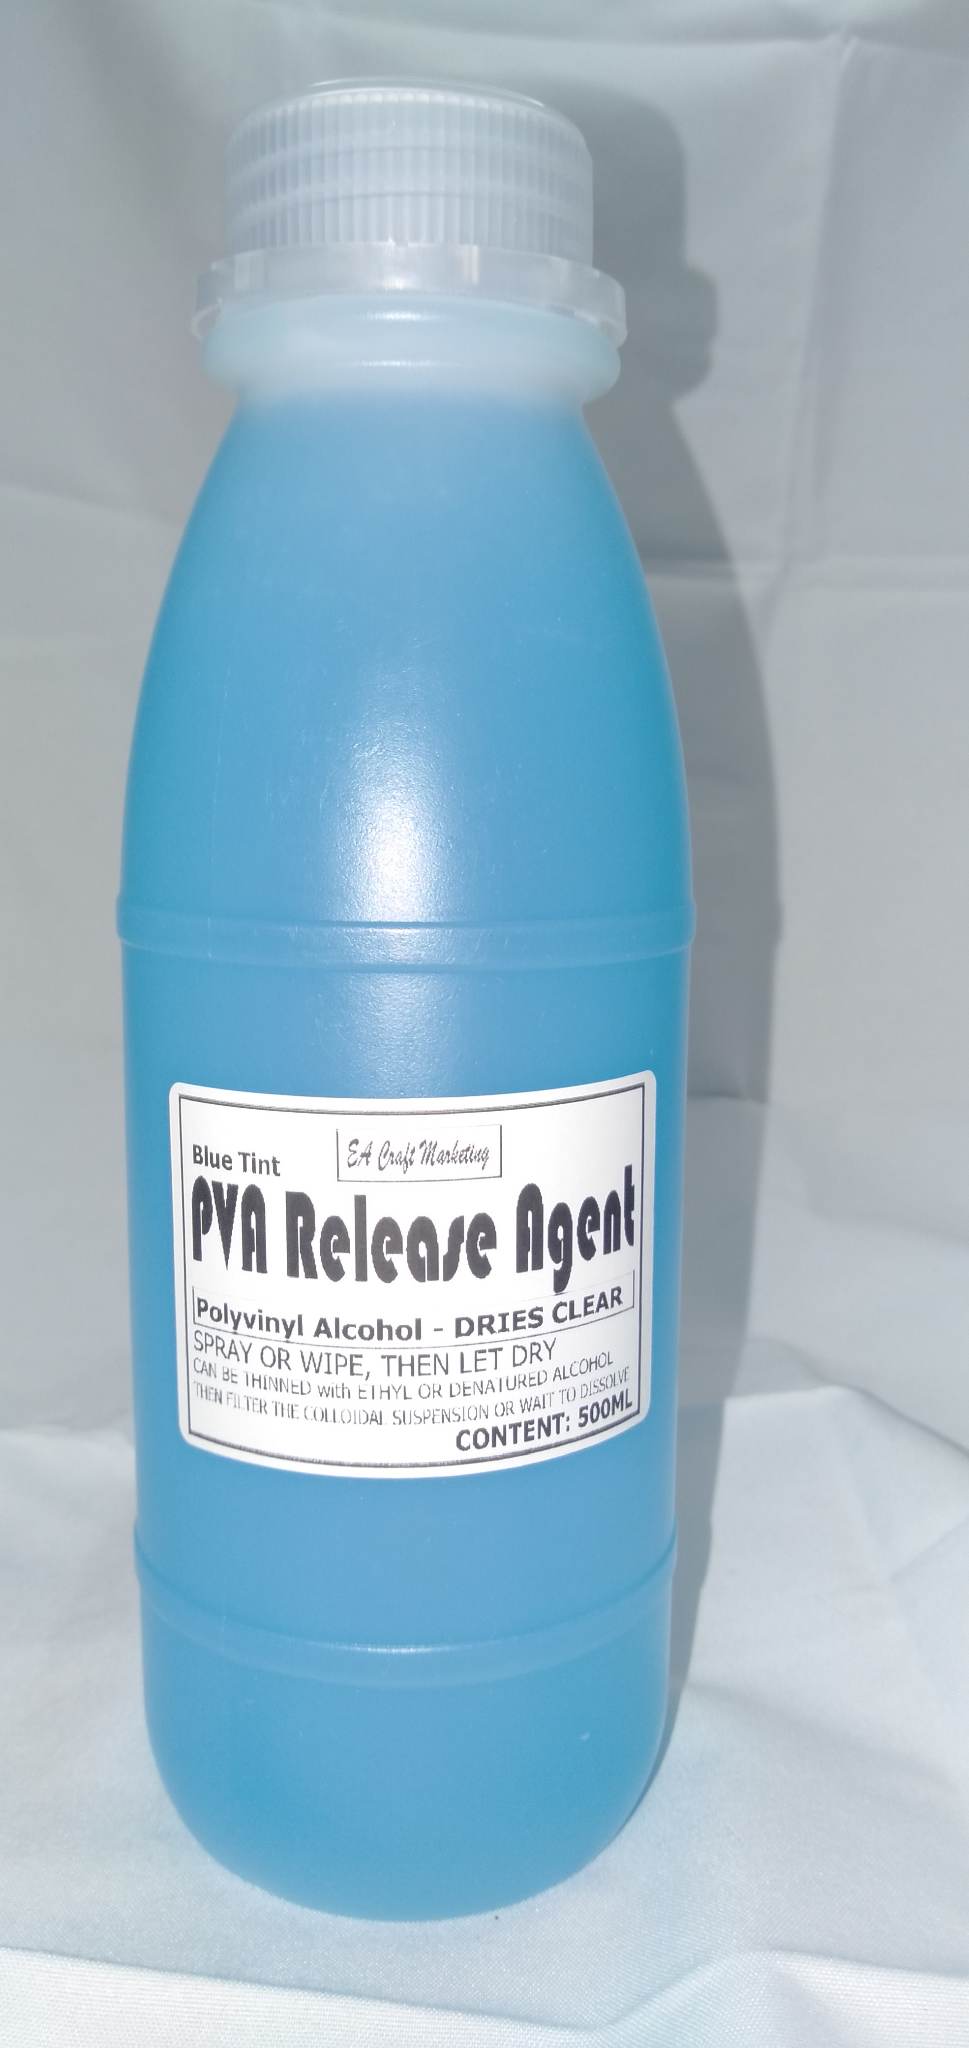 EA Craft Marketing
Blue Tint
PVA Release Agent
Polyvinyl Alcohol - DRIES CLEAR
SPRAY OR WIPE, THEN LET DRY
CAN BE THINNED with ETHYL OR DENATURED ALCOHOL
THEN FILTER THE COLLOIDAL SUSPENSION OR WAIT TO DISSOLVE
CONTENT: 500ML